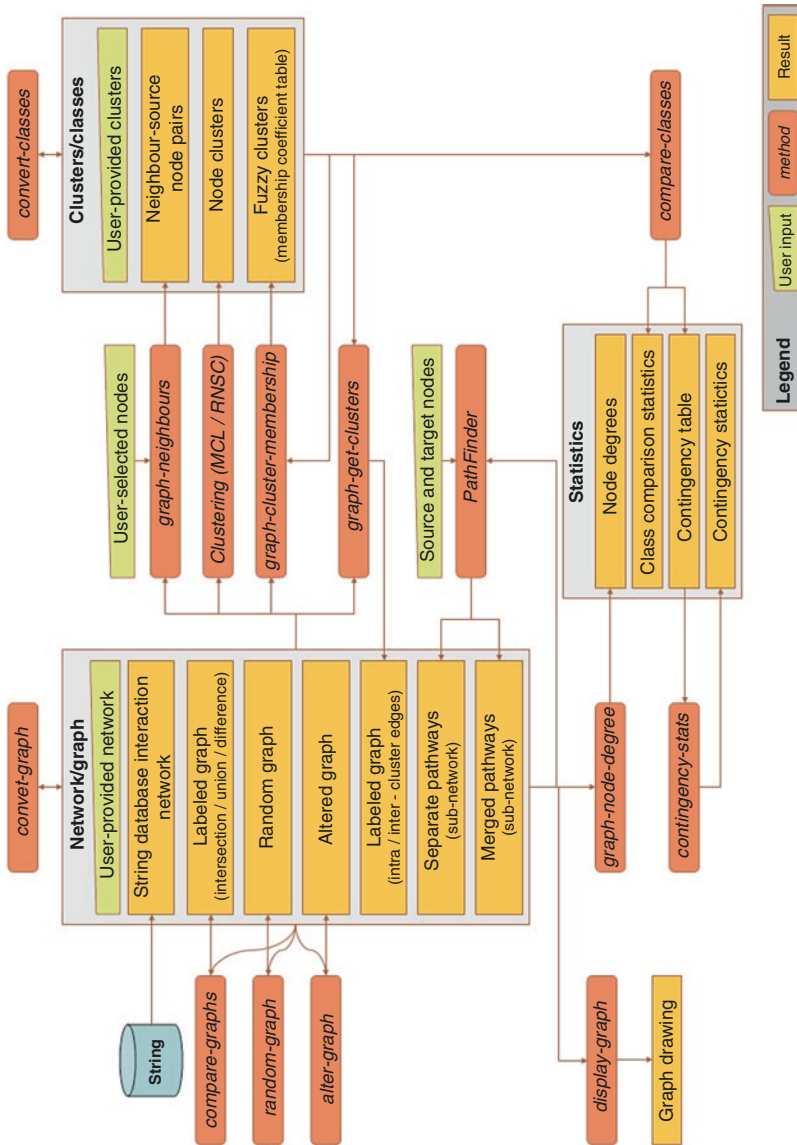 convet-graph
Network/graph
User-provided network
String database interaction
network
Labeled graph
(intersection / union / difference)
Random graph
Altered graph
Labeled graph
(intra / inter - cluster edges)
Separate pathways
(sub-network)
Merged pathways
(sub-network)
String
compare-graphs
random-graph
alter-graph
display-graph
Graph drawing
User-selected nodes
graph-neighbours
Clustering (MCL / RNSC)
graph-cluster-membership
graph-get-clusters
Source and target nodes
PathFinder
graph-node-degree
contingency-stats
convert-classes
Clusters/classes
User-provided clusters
Neighbour-source
node pairs
Node clusters
Fuzzy clusters
(membership coefficient table)
compare-classes
Statistics
Node degrees
Class comparison statistics
Contingency table
Contingency statictics
Legend
User input
method
Result